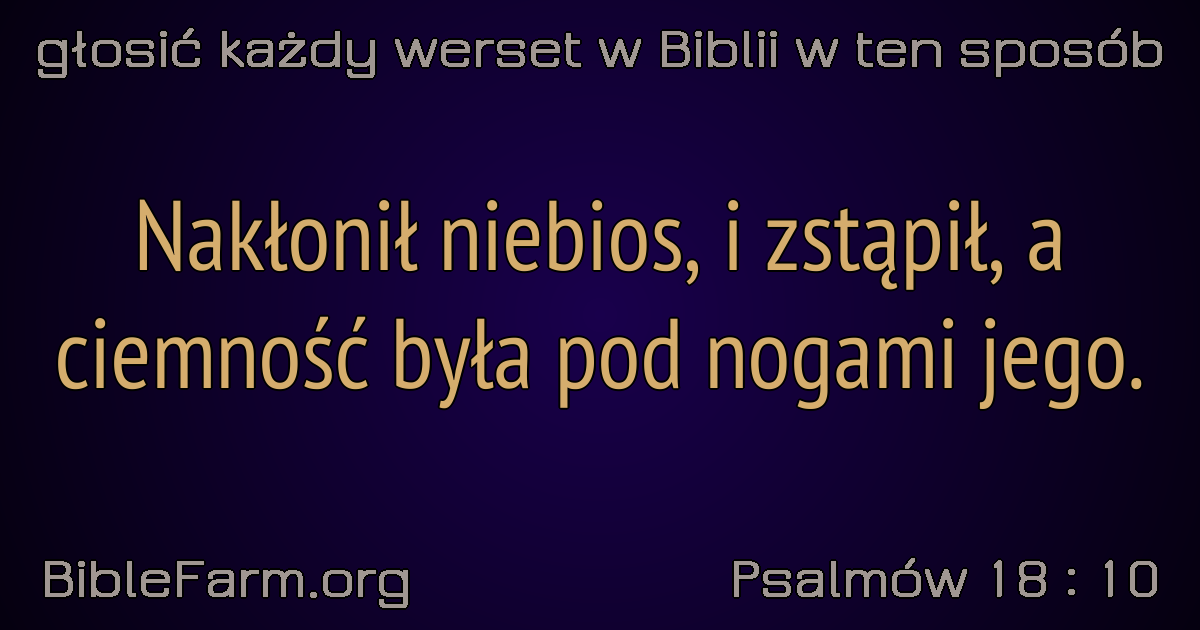 głosić każdy werset w Biblii w ten sposób
Nakłonił niebios, i zstąpił, a
ciemność była pod nogami jego.
BibleFarm.org
Psalmów 18 : 10